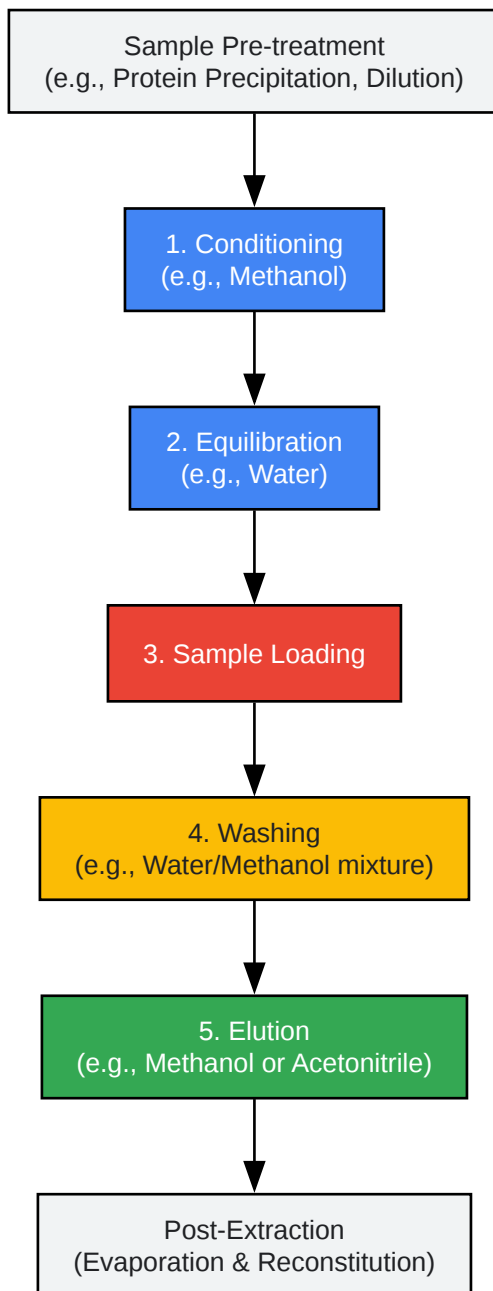 Sample Pre-treatment
(e.g., Protein Precipitation, Dilution)
1. Conditioning
(e.g., Methanol)
2. Equilibration
(e.g., Water)
3. Sample Loading
4. Washing
(e.g., Water/Methanol mixture)
5. Elution
(e.g., Methanol or Acetonitrile)
Post-Extraction
(Evaporation & Reconstitution)